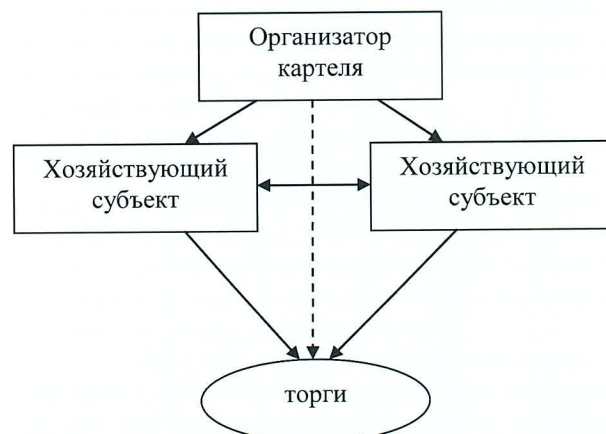 Организатор
картеля
Хозяйствующий
субъект
Хозяйствующий
субъект
торги